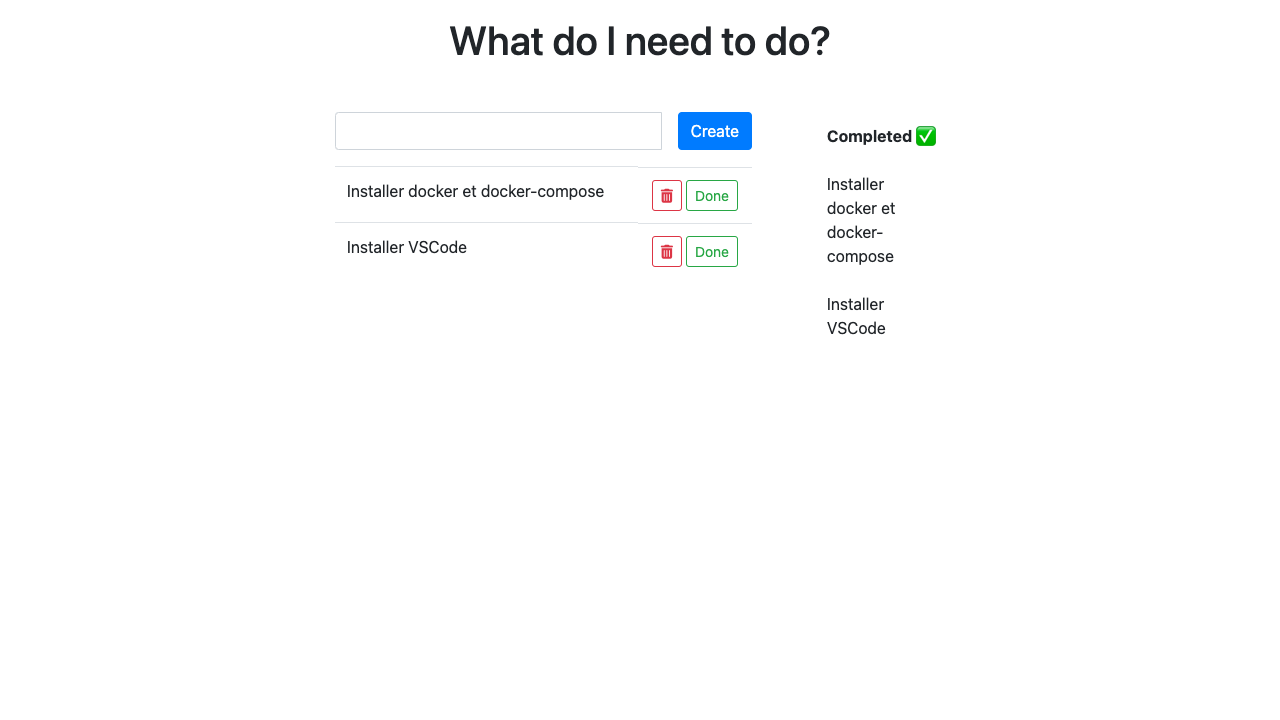 What do I need to do?
Create
Installer docker et docker-compose
Done
Installer VSCode
Done
Completed ✅
Installer
docker et
docker-
compose
Installer
VSCode